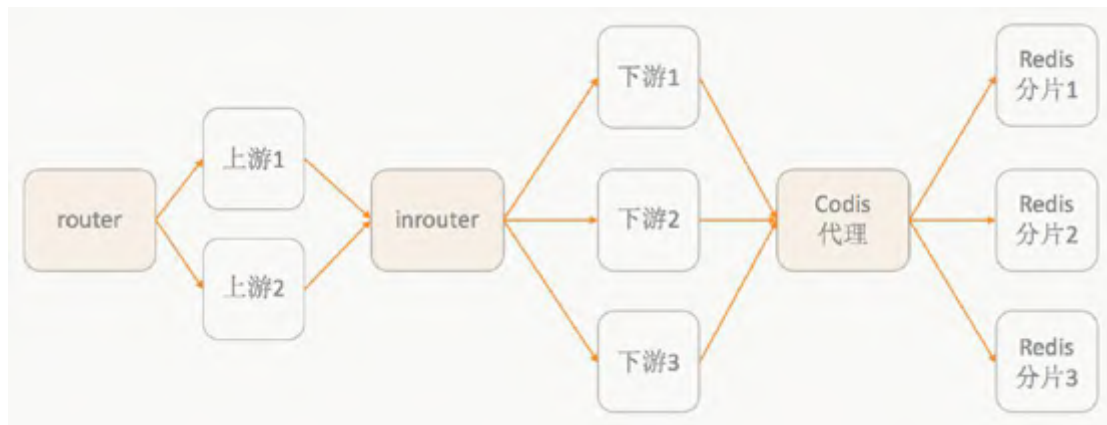 router
上游1
上游2
inrouter
下游1
下游2
下游3
Codis
代理
Redis
分片1
Redis
分片2
Redis
分片3